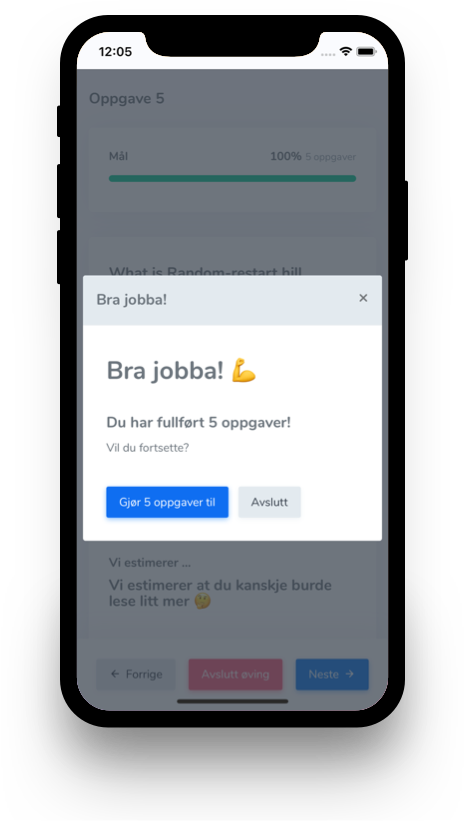 12:05
Oppgave 5
Mål
100% 5 oppgaver
What is Random-restart hill
Bra jobba!
×
Bra jobba! 💪
Du har fullført 5 oppgaver!
Vil du fortsette?
Gjør 5 oppgaver til
Avslutt
Vi estimerer ...
Vi estimerer at du kanskje burde
lese litt mer 🤔
← Forrige
Avslutt øving
Neste →